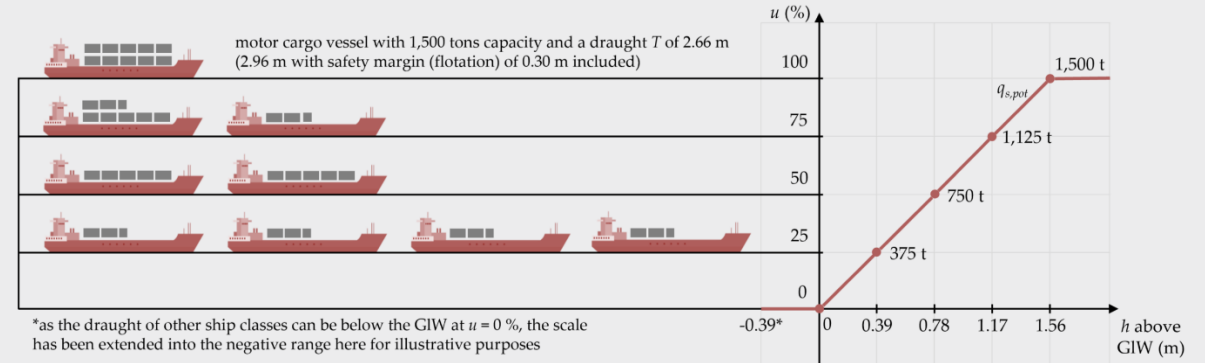 u (%)
motor cargo vessel with 1,500 tons capacity and a draught T of 2.66 m
(2.96 m with safety margin (flotation) of 0.30 m included)
100
1,500 t
q s,pot
75
1,125 t
50
750 t
25
375 t
0
-0.39*
0
0.39
0.78
1.17
1.56
h above
GIW (m)
*as the draught of other ship classes can be below the GIW at u = 0 %, the scale
has been extended into the negative range here for illustrative purposes